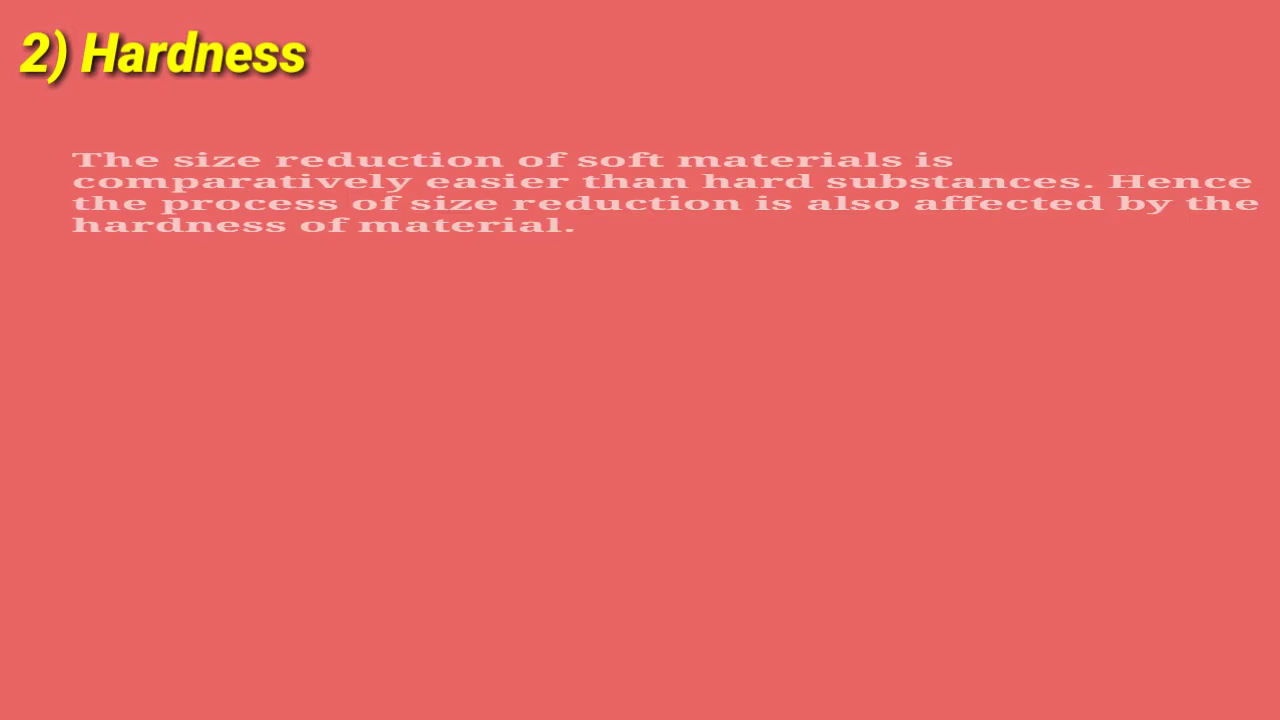 2) Hardness
The size reduction of soft materials is
comparatively easier than hard substances. Hence
the process of size reduction is also affected by the
hardness of material.